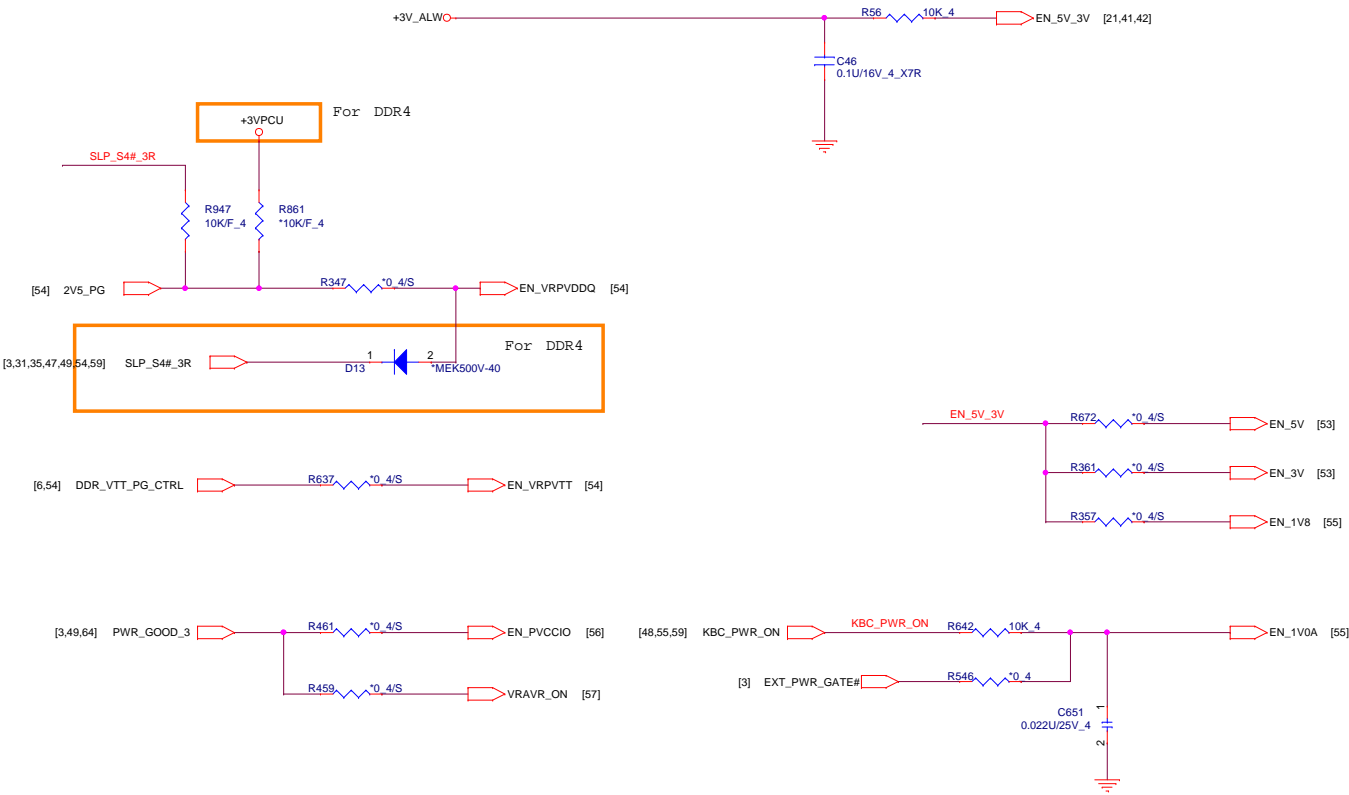 +3V_ALW
R56 10K_4
EN_5V_3V [21,41,42]
C46
0.1U/16V_4_X7R
+3VPCU
For DDR4
SLP_S4#_3R
R947
10K/F_4
R861
*10K/F_4
[54] 2V5_PG
R347 *0_4/S
EN_VRPVDDQ [54]
For DDR4
[3,31,35,47,49,54,59] SLP_S4#_3R
1 2
D13 *MEK500V-40
EN_5V_3V
R672 *0_4/S
EN_5V [53]
R361 *0_4/S
EN_3V [53]
R357 *0_4/S
EN_1V8 [55]
[6,54] DDR_VTT_PG_CTRL
R637 *0_4/S
EN_VRPVTT [54]
[3,49,64] PWR_GOOD_3
R461 *0_4/S
EN_PVCCIO [56]
R459 *0_4/S
VRAVR_ON [57]
[48,55,59] KBC_PWR_ON
KBC_PWR_ON
R642 10K_4
EN_1V0A [55]
[3] EXT_PWR_GATE#
R546 *0_4
C651
0.022U/25V_4
1
2